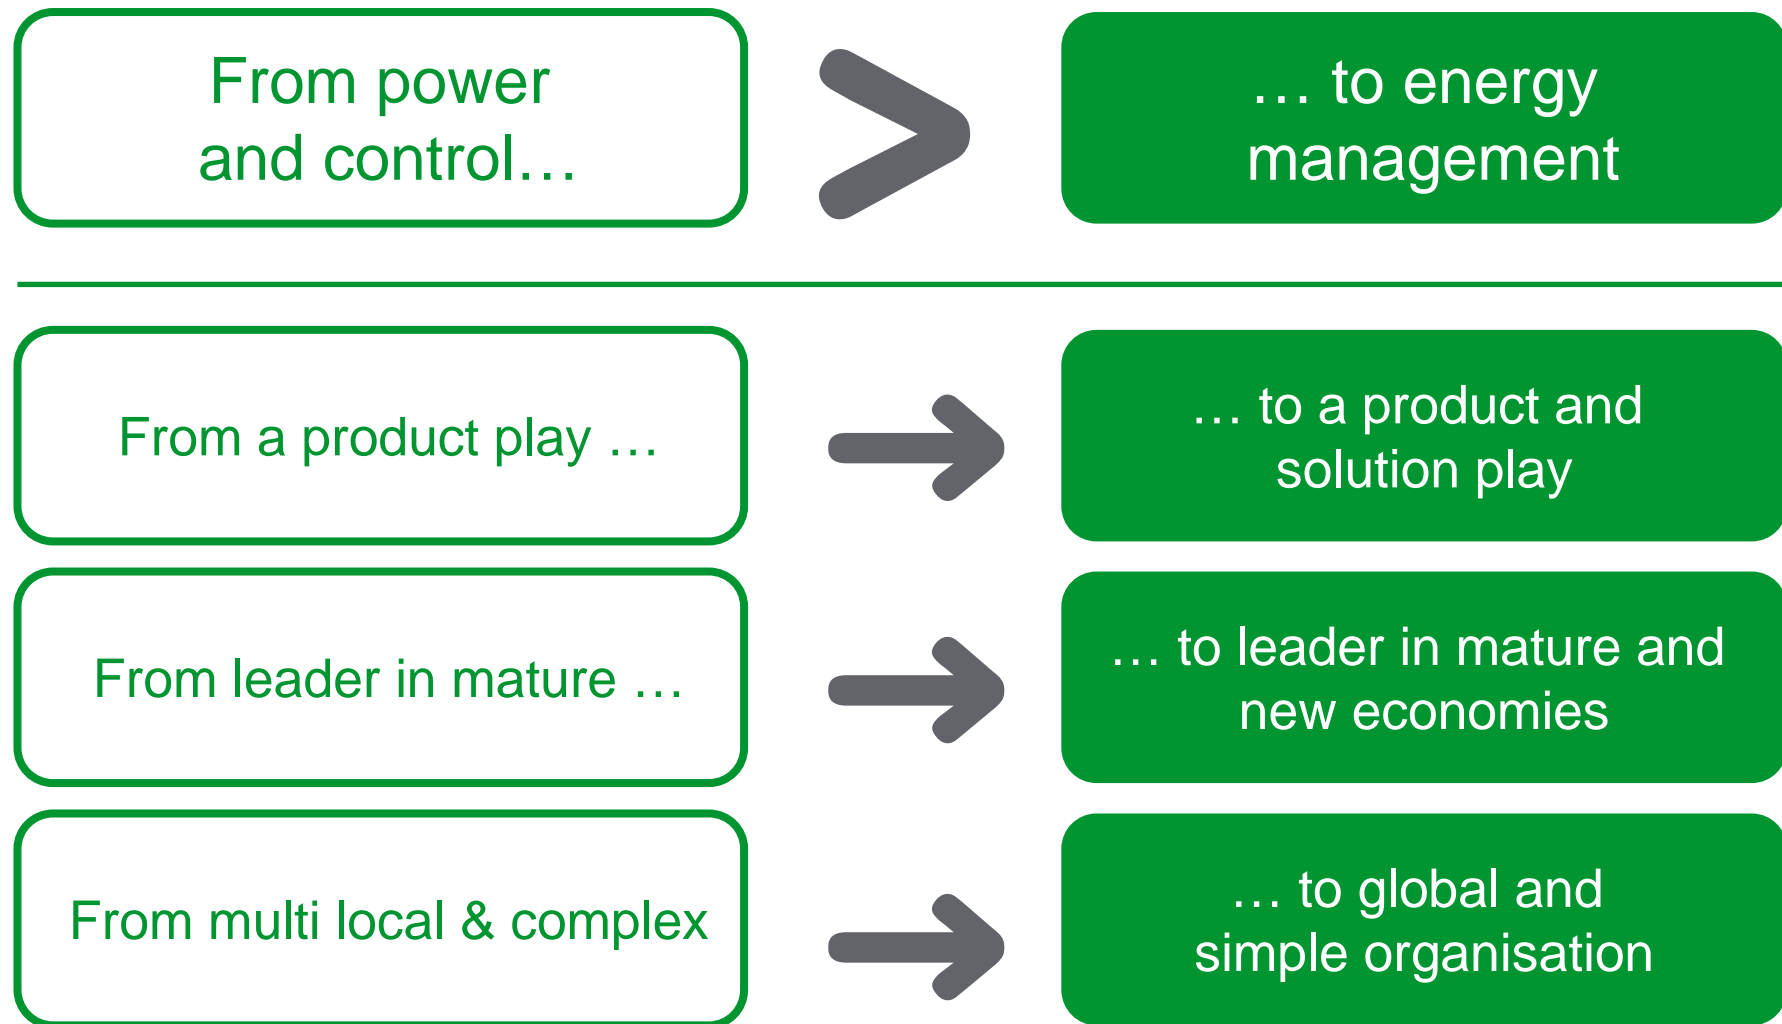 From power
and control…
… to energy
management
From a product play …
… to a product and
solution play
From leader in mature …
… to leader in mature and
new economies
From multi local & complex
… to global and
simple organisation